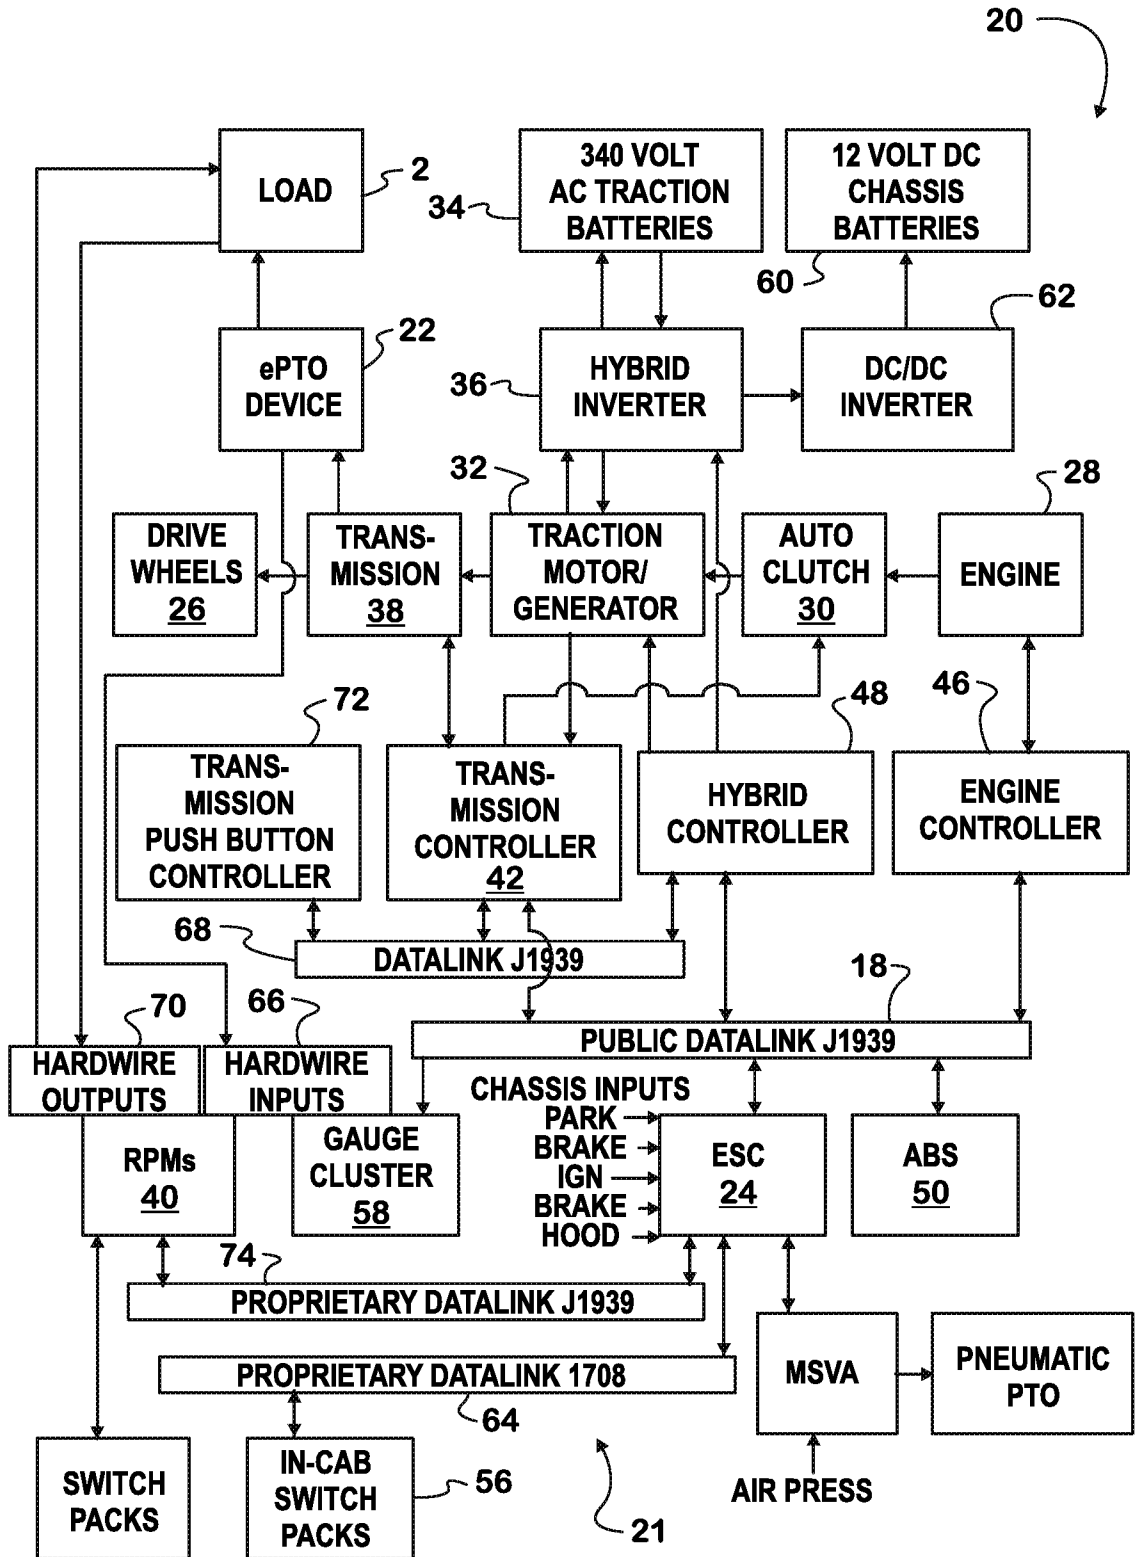 20
LOAD
2
340 VOLT
AC TRACTION
BATTERIES
34
12 VOLT DC
CHASSIS
BATTERIES
60
62
ePTO
DEVICE
22
HYBRID
INVERTER
36
DC/DC
INVERTER
32
28
DRIVE
WHEELS
26
TRANS-
MISSION
38
TRACTION
MOTOR/
GENERATOR
AUTO
CLUTCH
30
ENGINE
72
48
46
TRANS-
MISSION
PUSH BUTTON
CONTROLLER
TRANS-
MISSION
CONTROLLER
42
HYBRID
CONTROLLER
ENGINE
CONTROLLER
68
DATALINK J1939
18
70
66
PUBLIC DATALINK J1939
HARDWIRE
OUTPUTS
HARDWIRE
INPUTS
CHASSIS INPUTS
PARK
BRAKE
IGN
BRAKE
HOOD
RPMs
40
GAUGE
CLUSTER
58
ESC
24
ABS
50
74
PROPRIETARY DATALINK J1939
PROPRIETARY DATALINK 1708
64
MSVA
PNEUMATIC
PTO
SWITCH
PACKS
IN-CAB
SWITCH
PACKS
56
AIR PRESS
21